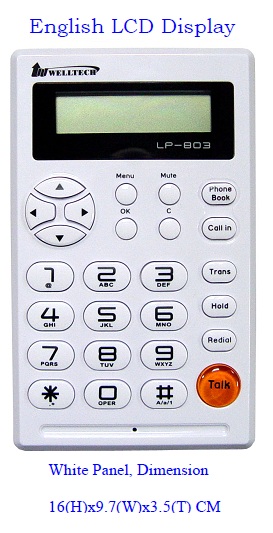 English LCD Display
WELLTECH
LP-803
Menu Mute
Phone Book
OK C
Call in
1 2 3
@ ABC DEF
Trans
4 5 6
GHI JKL MNO
Hold
7 8 9
PQRS TUV WXYZ
Redial
Talk
* 0 #
. OPER A/a/1
White Panel, Dimension
16(H)x9.7(W)x3.5(T) CM